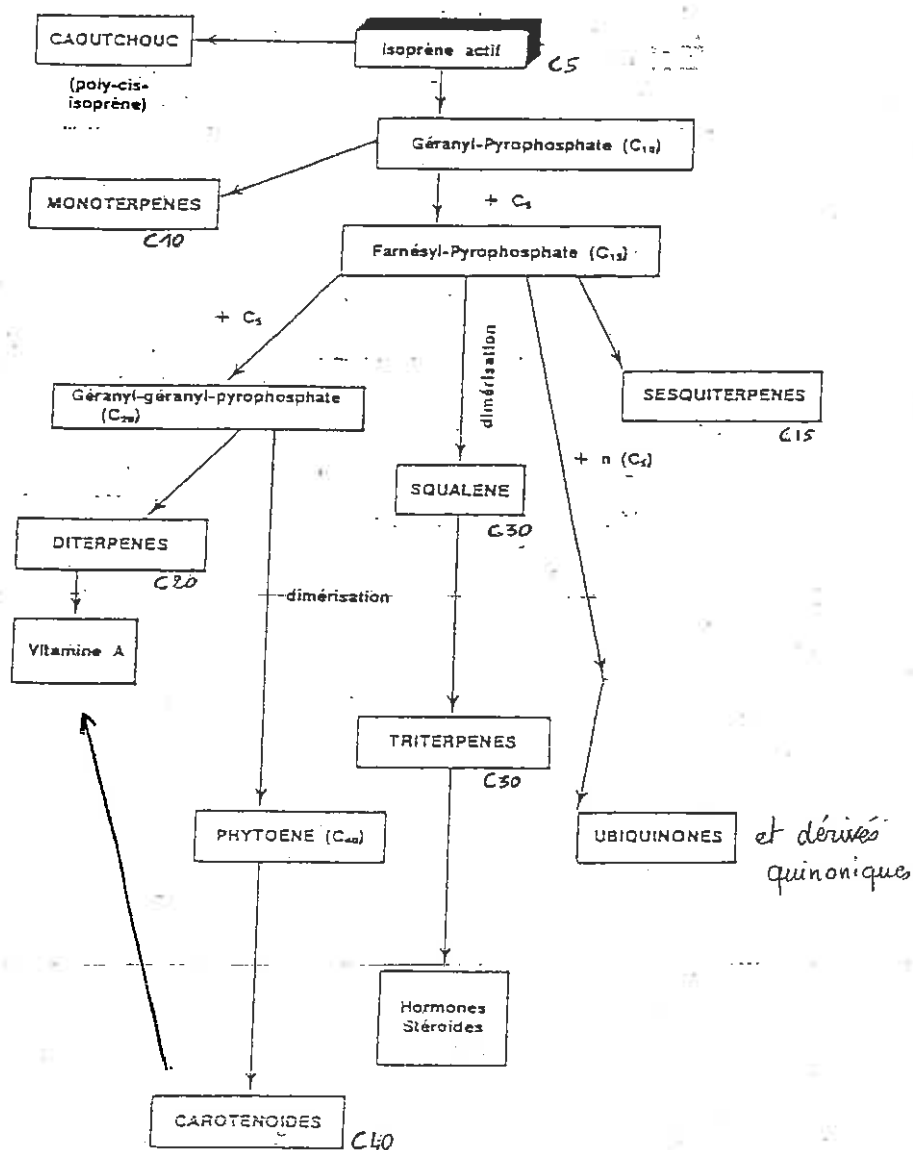 CAOUTCHOUC
Isoprène actif
C5
(poly-cis-
isoprène)
Géranyl-Pyrophosphate (C₁₀)
MONOTERPENES
C10
+ C₅
Farnésyl-Pyrophosphate (C₁₅)
+ C₅
dimérisation
Géranyl-géranyl-pyrophosphate
(C₂₀)
SESQUITERPENES
C15
+ n (C₅)
SQUALENE
C30
DITERPENES
C20
dimérisation
Vitamine A
TRITERPENES
C30
PHYTOENE (C₄₀)
UBIQUINONES
et dérivés
quinoniques
Hormones
Stéroides
CAROTENOIDES
C40